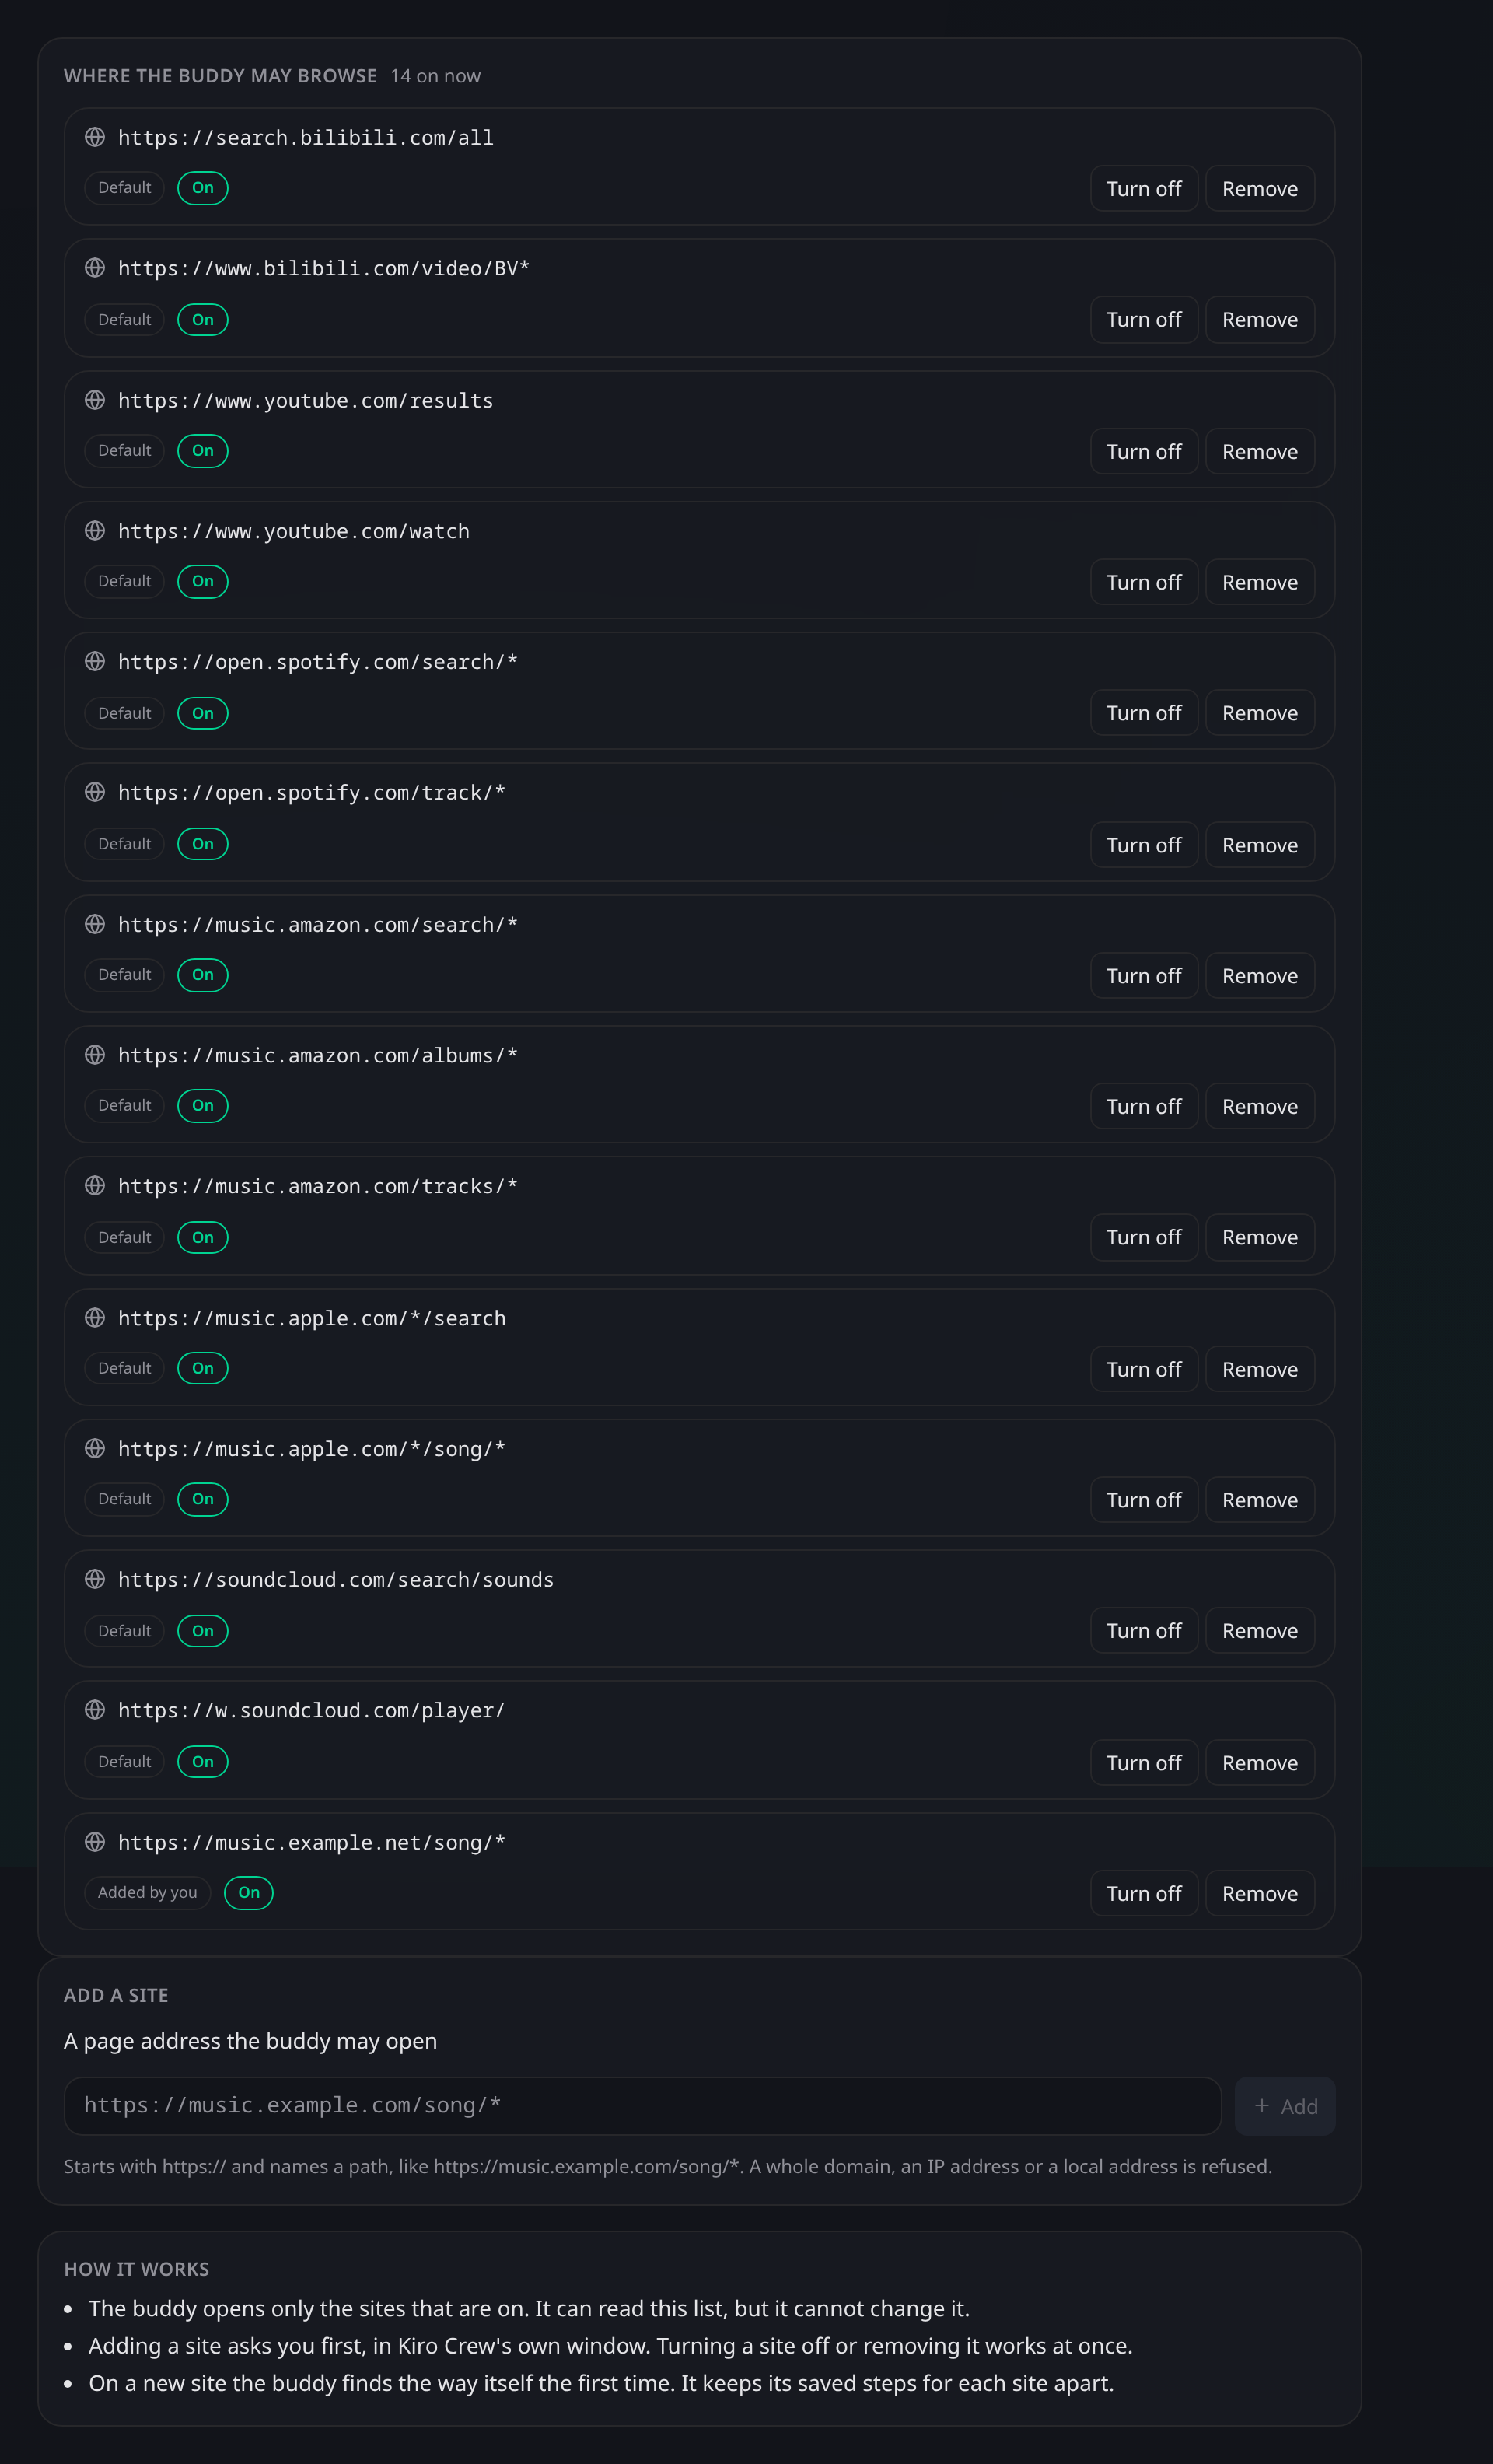 WHERE THE BUDDY MAY BROWSE 14 on now
https://search.bilibili.com/all
Default On Turn off Remove
https://www.bilibili.com/video/BV*
Default On Turn off Remove
https://www.youtube.com/results
Default On Turn off Remove
https://www.youtube.com/watch
Default On Turn off Remove
https://open.spotify.com/search/*
Default On Turn off Remove
https://open.spotify.com/track/*
Default On Turn off Remove
https://music.amazon.com/search/*
Default On Turn off Remove
https://music.amazon.com/albums/*
Default On Turn off Remove
https://music.amazon.com/tracks/*
Default On Turn off Remove
https://music.apple.com/*/search
Default On Turn off Remove
https://music.apple.com/*/song/*
Default On Turn off Remove
https://soundcloud.com/search/sounds
Default On Turn off Remove
https://w.soundcloud.com/player/
Default On Turn off Remove
https://music.example.net/song/*
Added by you On Turn off Remove
ADD A SITE
A page address the buddy may open
https://music.example.com/song/* + Add
Starts with https:// and names a path, like https://music.example.com/song/*. A whole domain, an IP address or a local address is refused.
HOW IT WORKS
• The buddy opens only the sites that are on. It can read this list, but it cannot change it.
• Adding a site asks you first, in Kiro Crew's own window. Turning a site off or removing it works at once.
• On a new site the buddy finds the way itself the first time. It keeps its saved steps for each site apart.